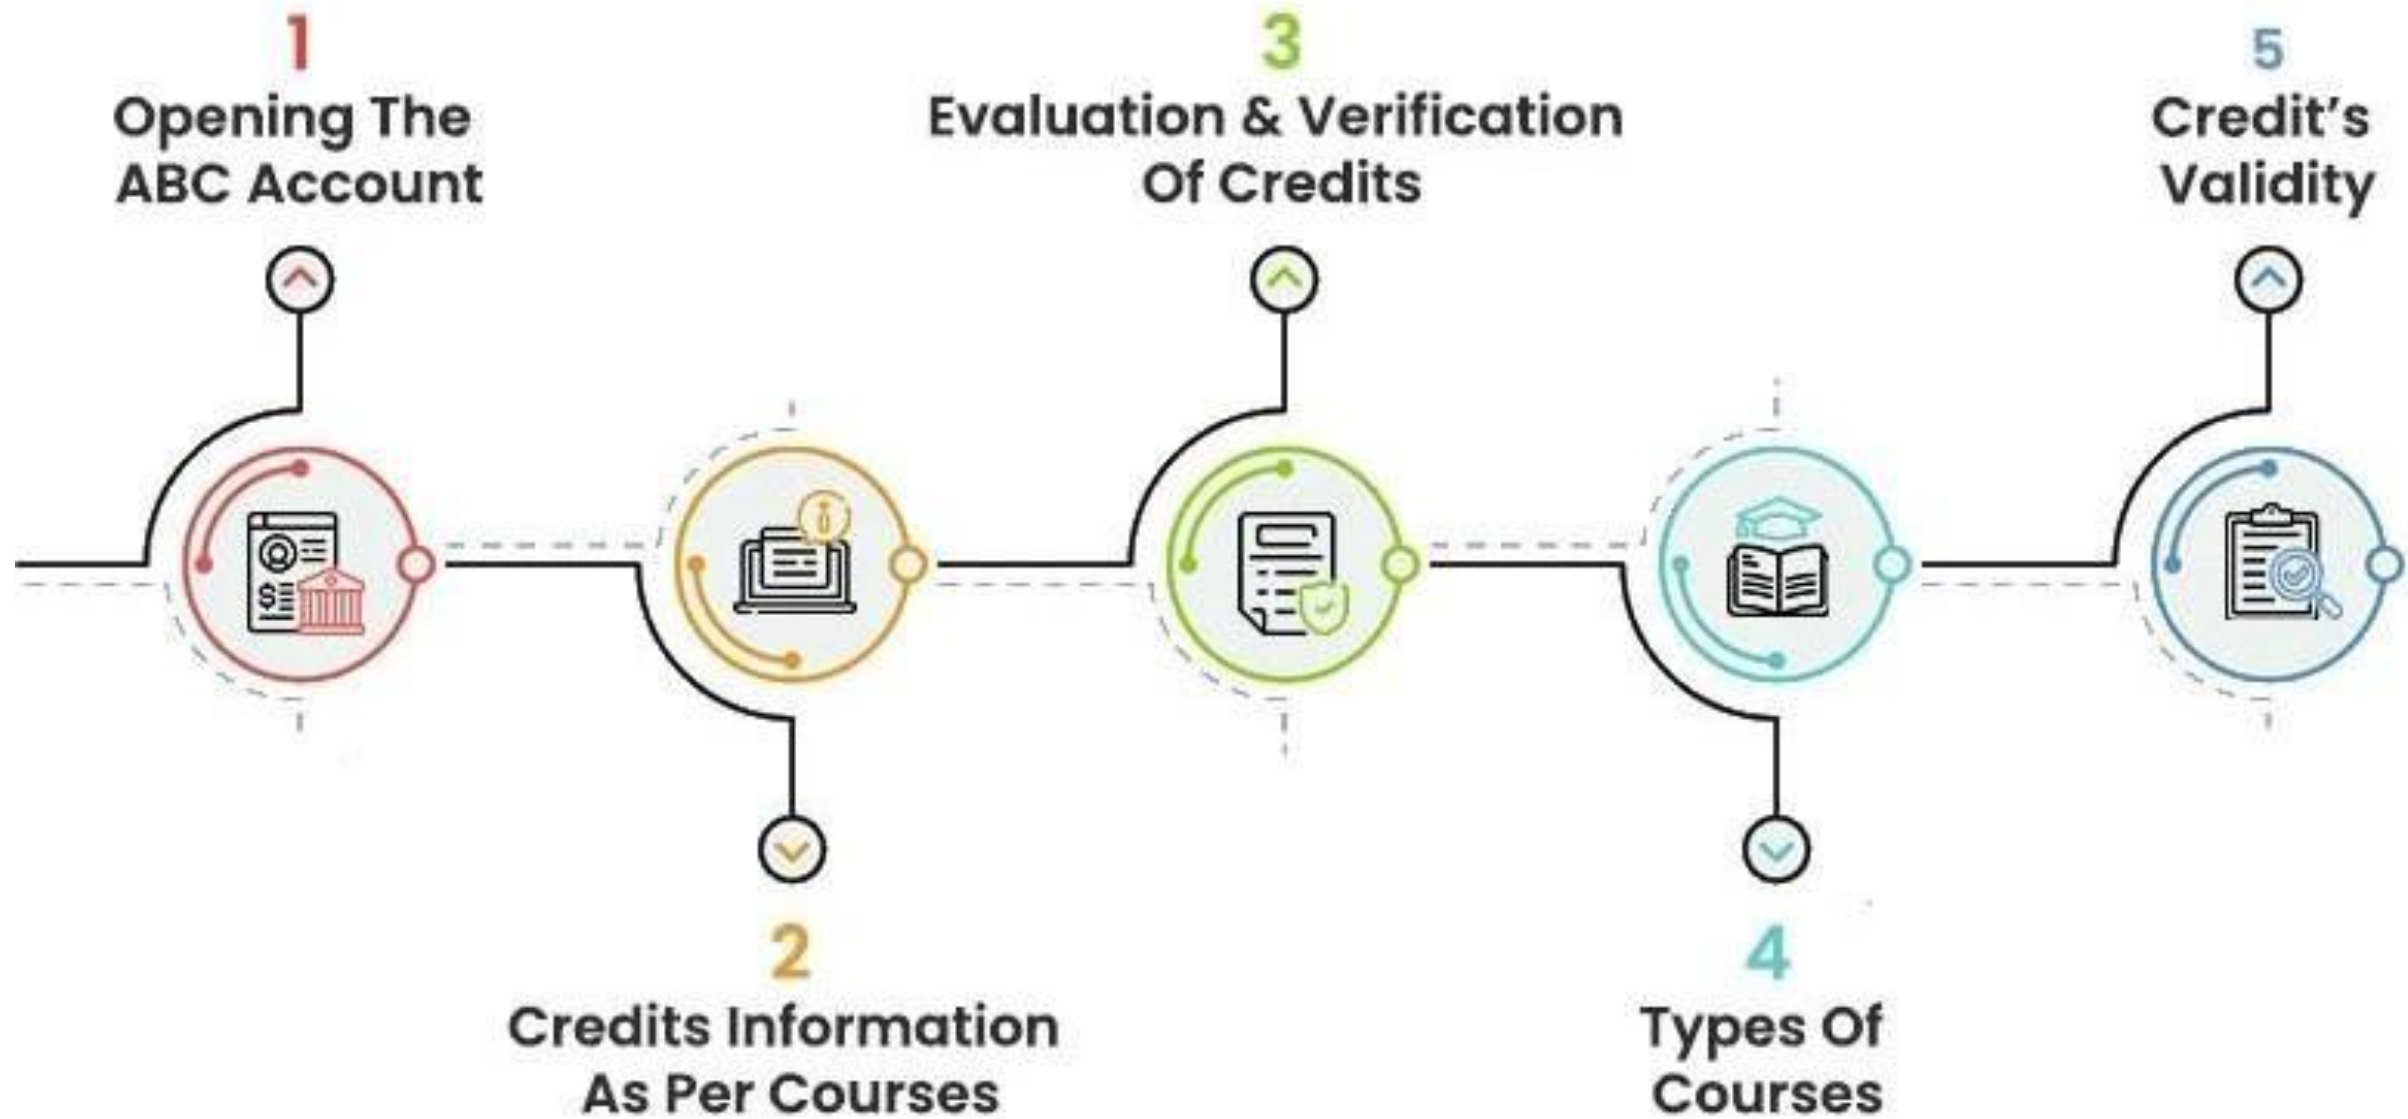 1
Opening The
ABC Account
2
Credits Information
As Per Courses
3
Evaluation & Verification
Of Credits
4
Types Of
Courses
5
Credit's
Validity